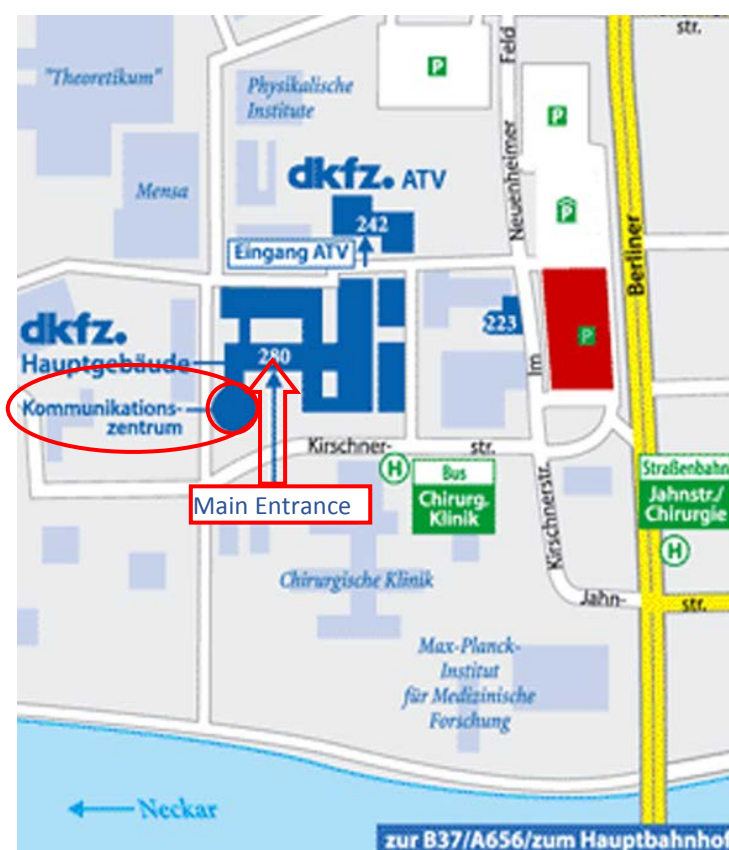 str.
"Theoretikum"
Physikalische
Institute
P
Feld
P
Mensa
dkfz. ATV
Neuenheimer
P
242
Eingang ATV
Berliner
dkfz.
Hauptgebäude
280
223
P
Im
Kommunikations-
zentrum
Kirschner-
str.
H
Bus
Chirurg.
Klinik
Straßenbahn
Jahnstr./
Chirurgie
H
Main Entrance
Kirschnerstr.
Chirurgische Klinik
Jahn-
str.
Max-Planck-
Institut
für Medizinische
Forschung
Neckar
zur B37/A656/zum Hauptbahnhof